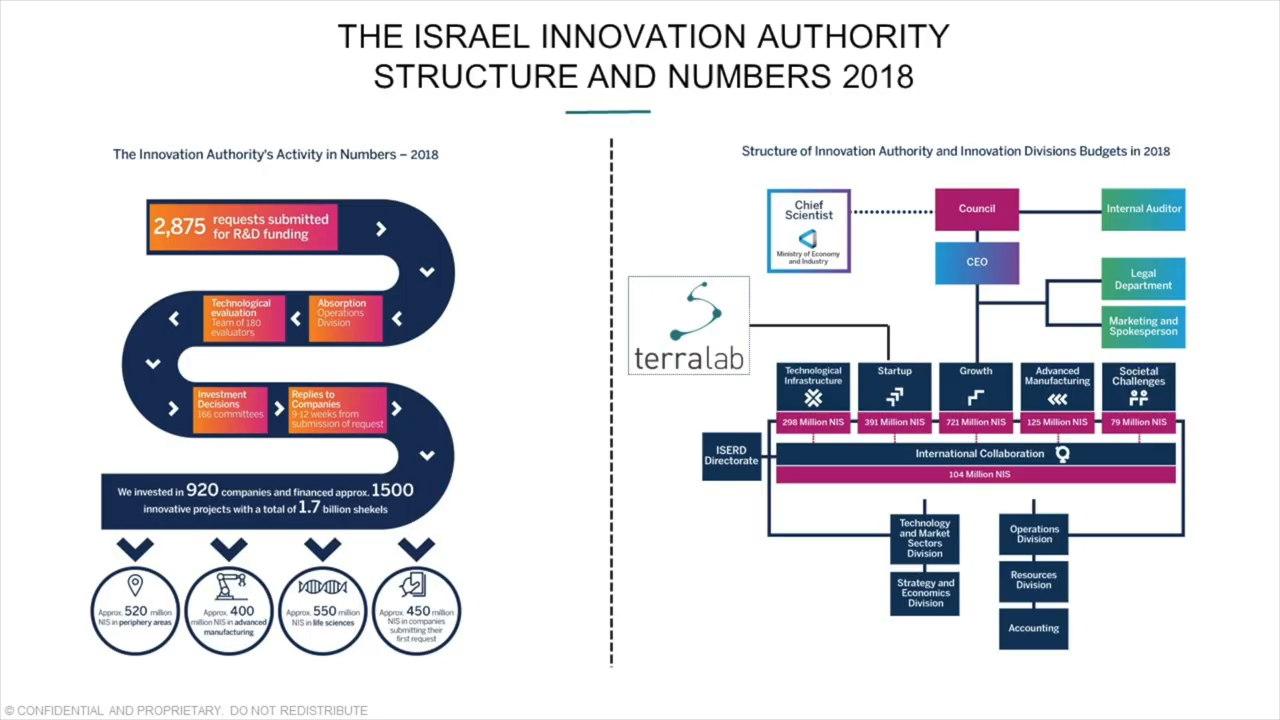 THE ISRAEL INNOVATION AUTHORITY
STRUCTURE AND NUMBERS 2018
The Innovation Authority's Activity in Numbers – 2018
2,875 requests submitted
for R&D funding
Technological
evaluation
Team of 180
evaluators
Absorption
Operations
Division
Investment
Decisions
166 committees
Replies to
Companies
9-12 weeks from
submission of request
We invested in 920 companies and financed approx. 1500
innovative projects with a total of 1.7 billion shekels
Approx. 520 million
NIS in periphery areas
Approx. 400
million NIS in advanced
manufacturing
Approx. 550 million
NIS in life sciences
Approx. 450 million
NIS in companies
submitting their
first request
Structure of Innovation Authority and Innovation Divisions Budgets in 2018
Chief
Scientist
Ministry of Economy
and Industry
Council
Internal Auditor
CEO
Legal
Department
Marketing and
Spokesperson
terralab
Technological
Infrastructure
Startup
Growth
Advanced
Manufacturing
Societal
Challenges
298 Million NIS
391 Million NIS
721 Million NIS
125 Million NIS
79 Million NIS
ISERD
Directorate
International Collaboration
104 Million NIS
Technology
and Market
Sectors
Division
Strategy and
Economics
Division
Operations
Division
Resources
Division
Accounting
© CONFIDENTIAL AND PROPRIETARY. DO NOT REDISTRIBUTE